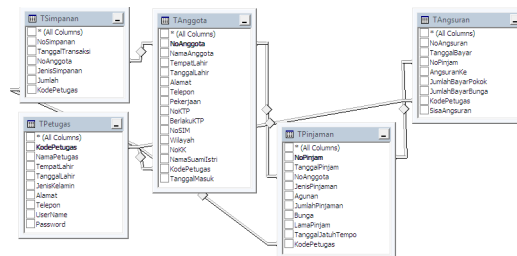 TSimpanan
* (All Columns)
NoSimpanan
TanggalTransaksi
NoAnggota
JenisSimpanan
Jumlah
KodePetugas
TAnggota
* (All Columns)
NoAnggota
NamaAnggota
TempatLahir
TanggalLahir
Alamat
Telepon
Pekerjaan
NoKTP
BerlakuKTP
NoSIM
Wilayah
NoKK
NamaSuamiIstri
KodePetugas
TanggalMasuk
TAngsuran
* (All Columns)
NoAngsuran
TanggalBayar
NoPinjam
AngsuranKe
JumlahBayarPokok
JumlahBayarBunga
KodePetugas
SisaAngsuran
TPetugas
* (All Columns)
KodePetugas
NamaPetugas
TempatLahir
TanggalLahir
JenisKelamin
Alamat
Telepon
UserName
Password
TPinjaman
* (All Columns)
NoPinjam
TanggalPinjam
NoAnggota
JenisPinjaman
Agunan
JumlahPinjaman
Bunga
LamaPinjaman
TanggalJatuhTempo
KodePetugas